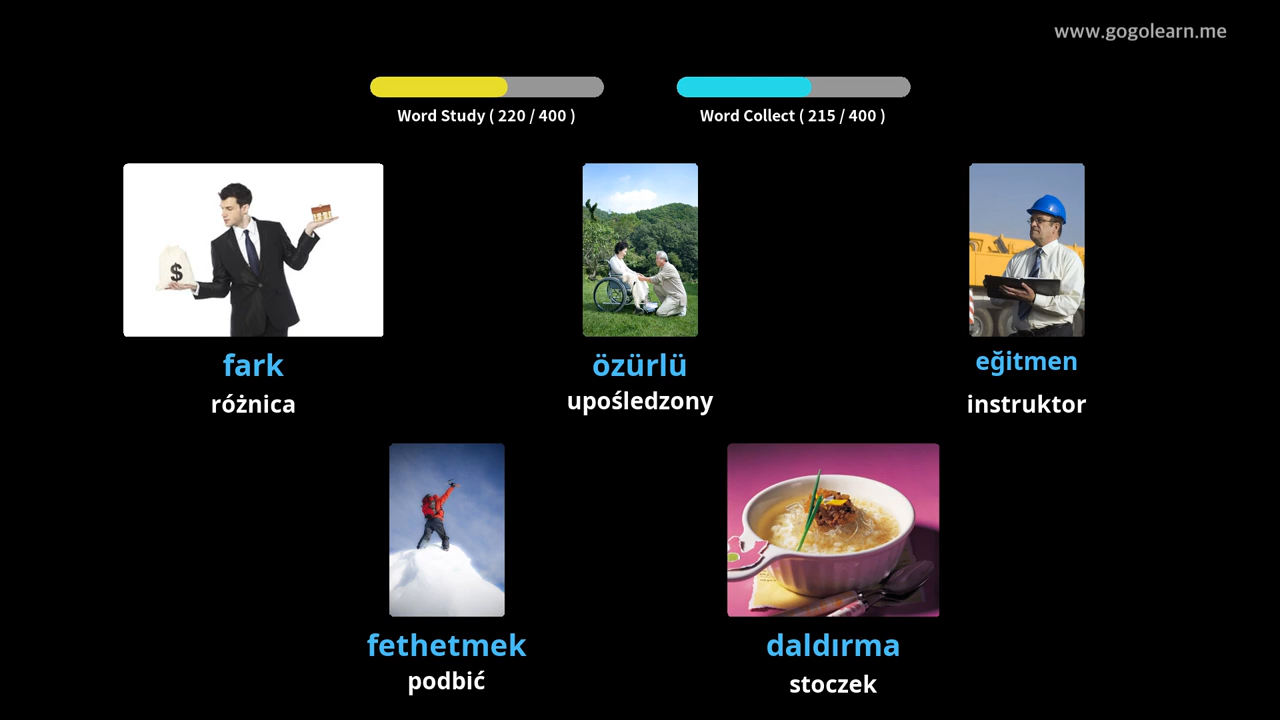 www.gogolearn.me
Word Study ( 220 / 400 )
Word Collect ( 215 / 400 )
$
fark
różnica
özürlü
upośledzony
eğitmen
instruktor
fethetmek
podbić
daldırma
stoczek